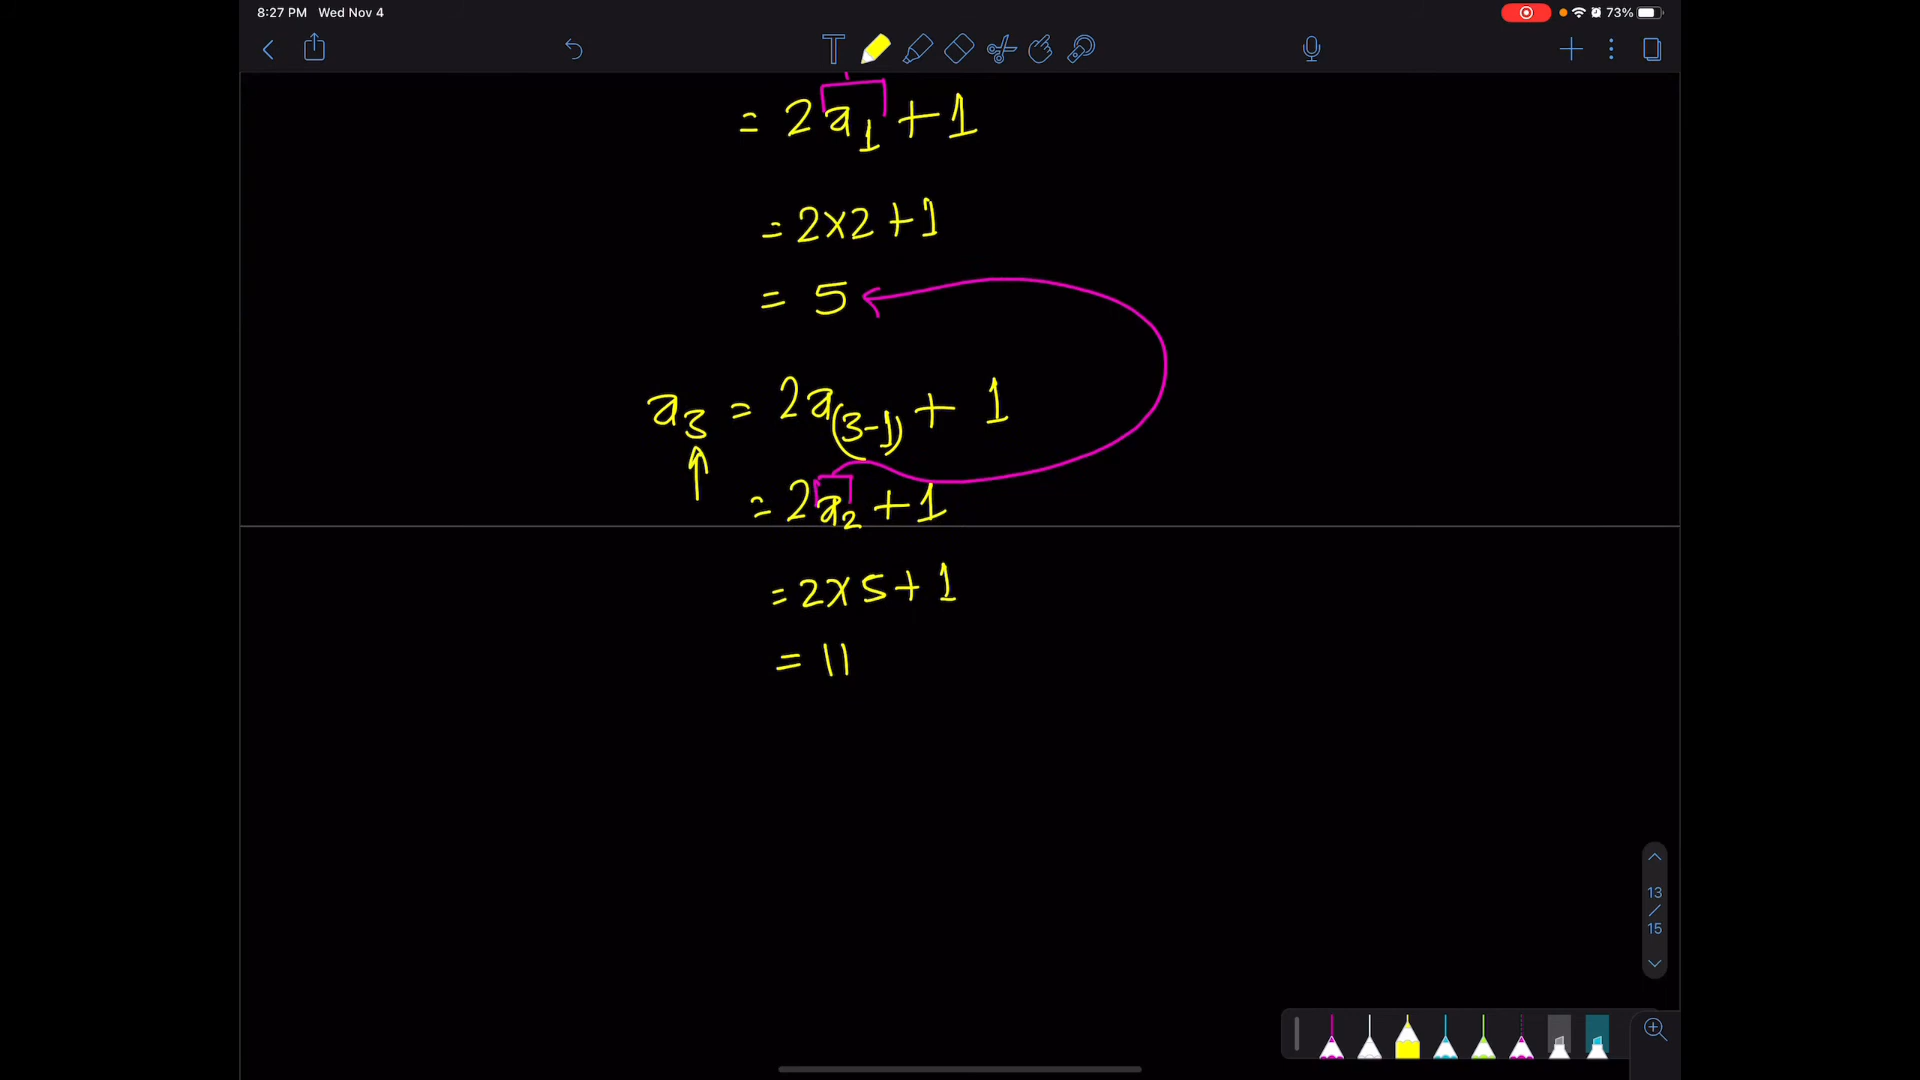 8:27 PM Wed Nov 4 73%
= 2a₁ + 1
= 2×2 + 1
= 5
a₃ = 2a₍₃₋₁₎ + 1
= 2a₂ + 1
= 2×5 + 1
= 11
13
/
15